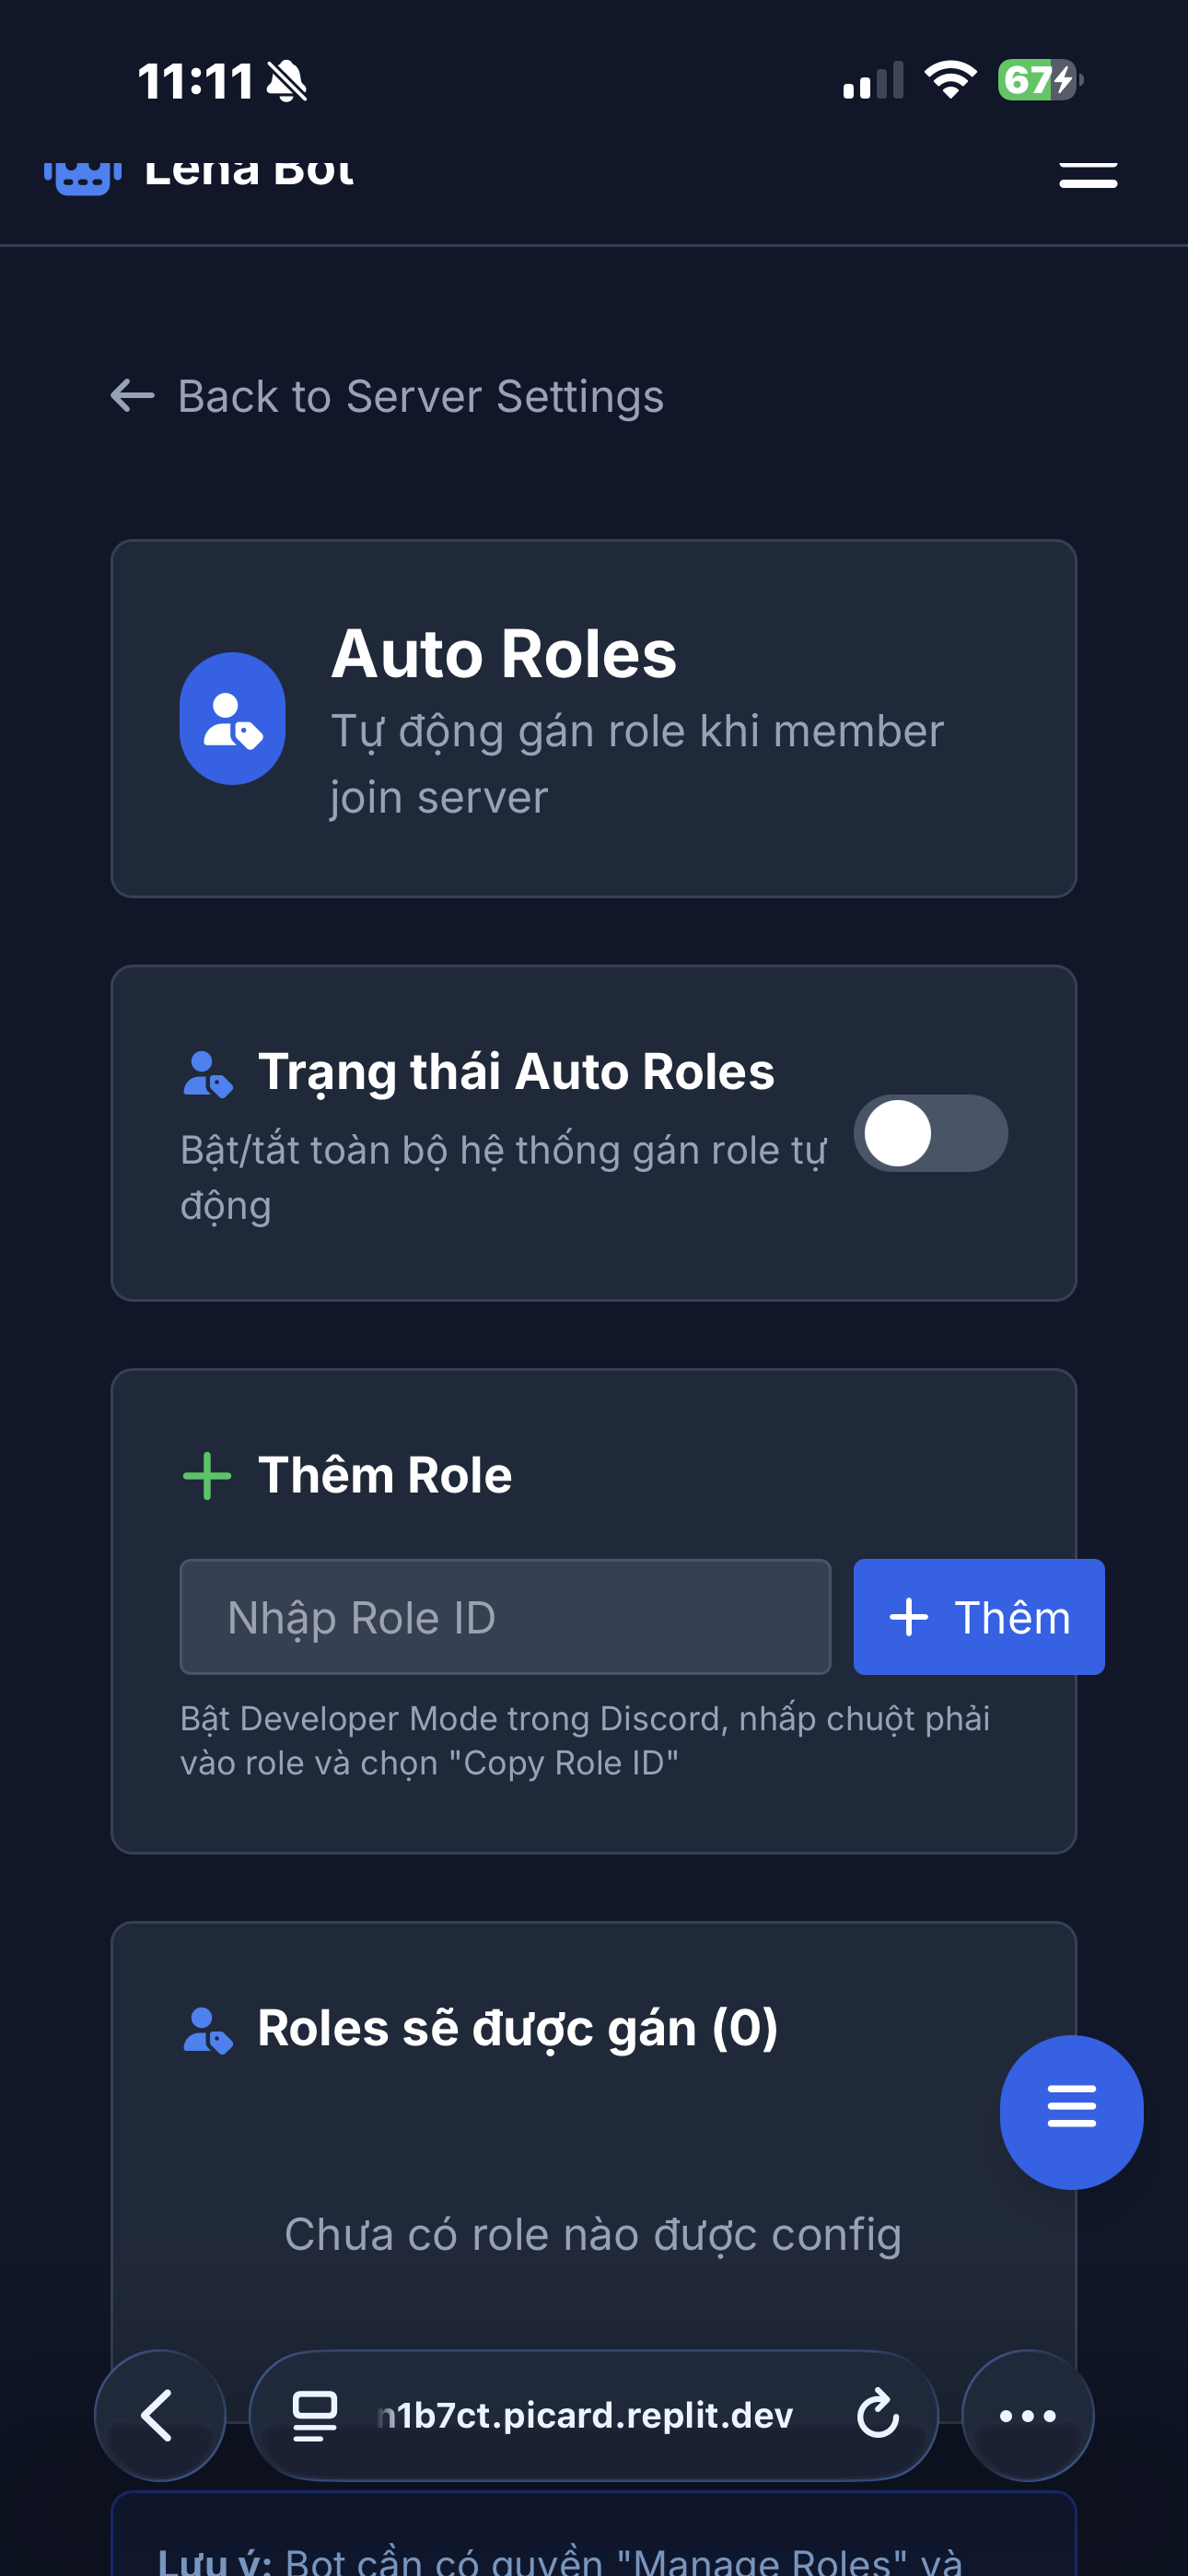 11:11
67
Lena Bot
Back to Server Settings
Auto Roles
Tự động gán role khi member
join server
Trạng thái Auto Roles
Bật/tắt toàn bộ hệ thống gán role tự
động
Thêm Role
Nhập Role ID
Thêm
Bật Developer Mode trong Discord, nhấp chuột phải
vào role và chọn "Copy Role ID"
Roles sẽ được gán (0)
Chưa có role nào được config
n1b7ct.picard.replit.dev
Lưu ý: Bot cần có quyền "Manage Roles" và